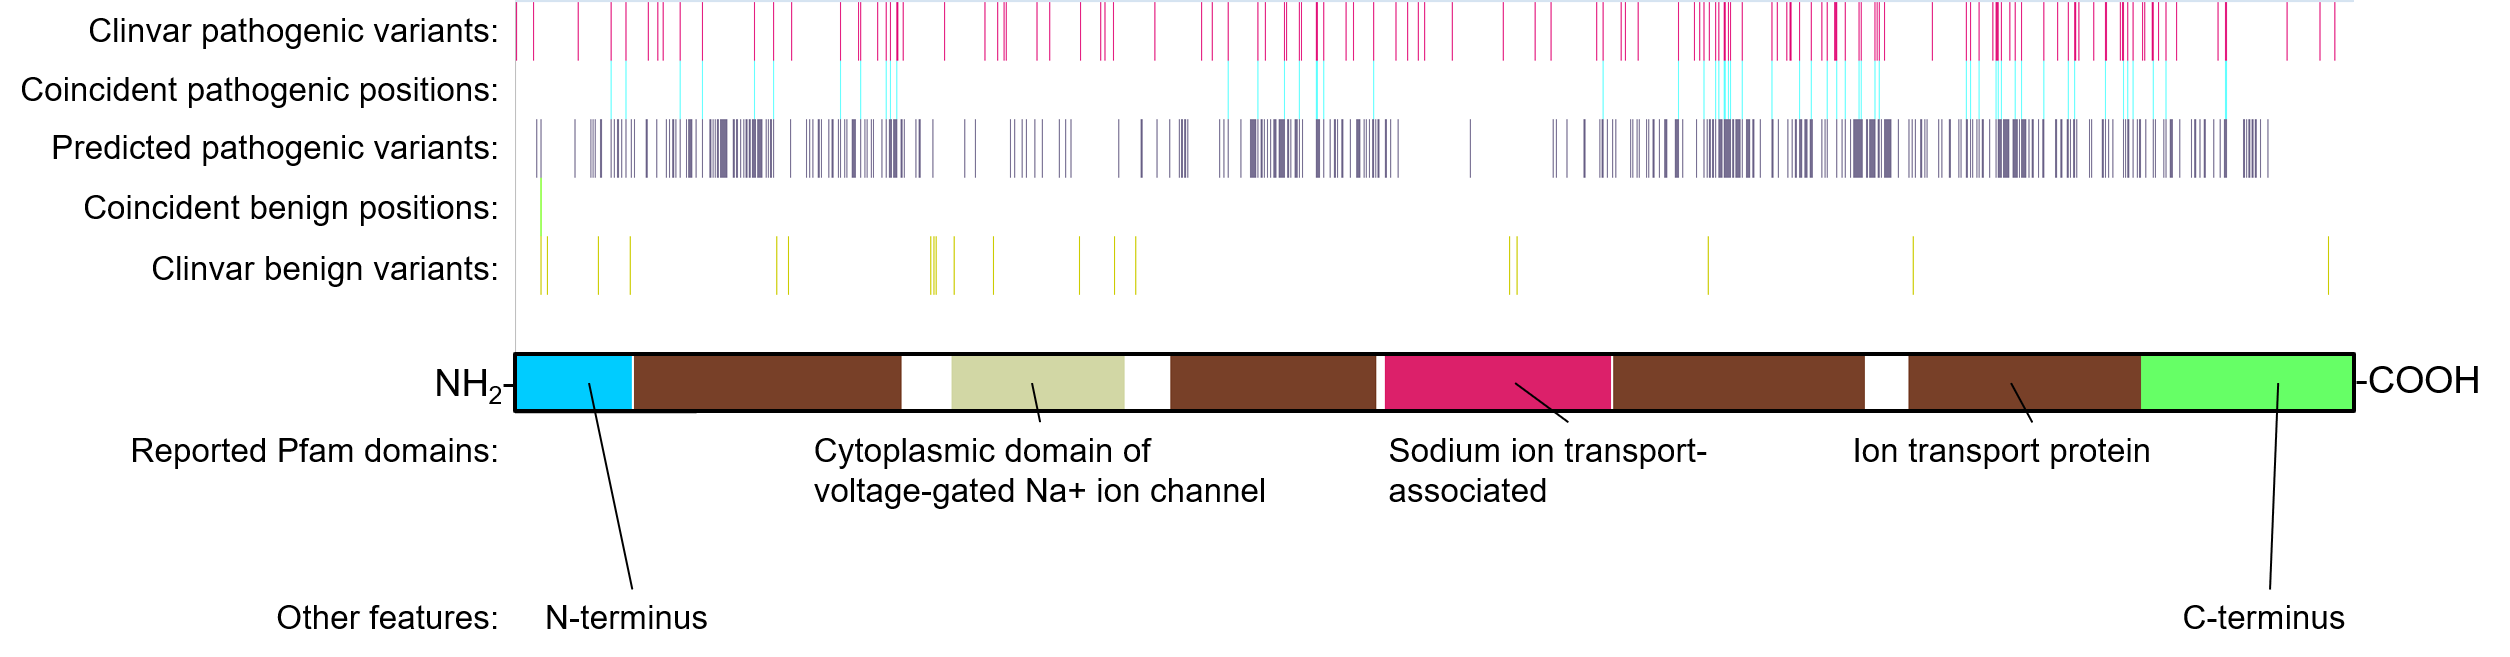 Clinvar pathogenic variants:
Coincident pathogenic positions:
Predicted pathogenic variants:
Coincident benign positions:
Clinvar benign variants:
NH2- -COOH
Reported Pfam domains:
Cytoplasmic domain of
voltage-gated Na+ ion channel
Sodium ion transport-
associated
Ion transport protein
Other features: N-terminus C-terminus